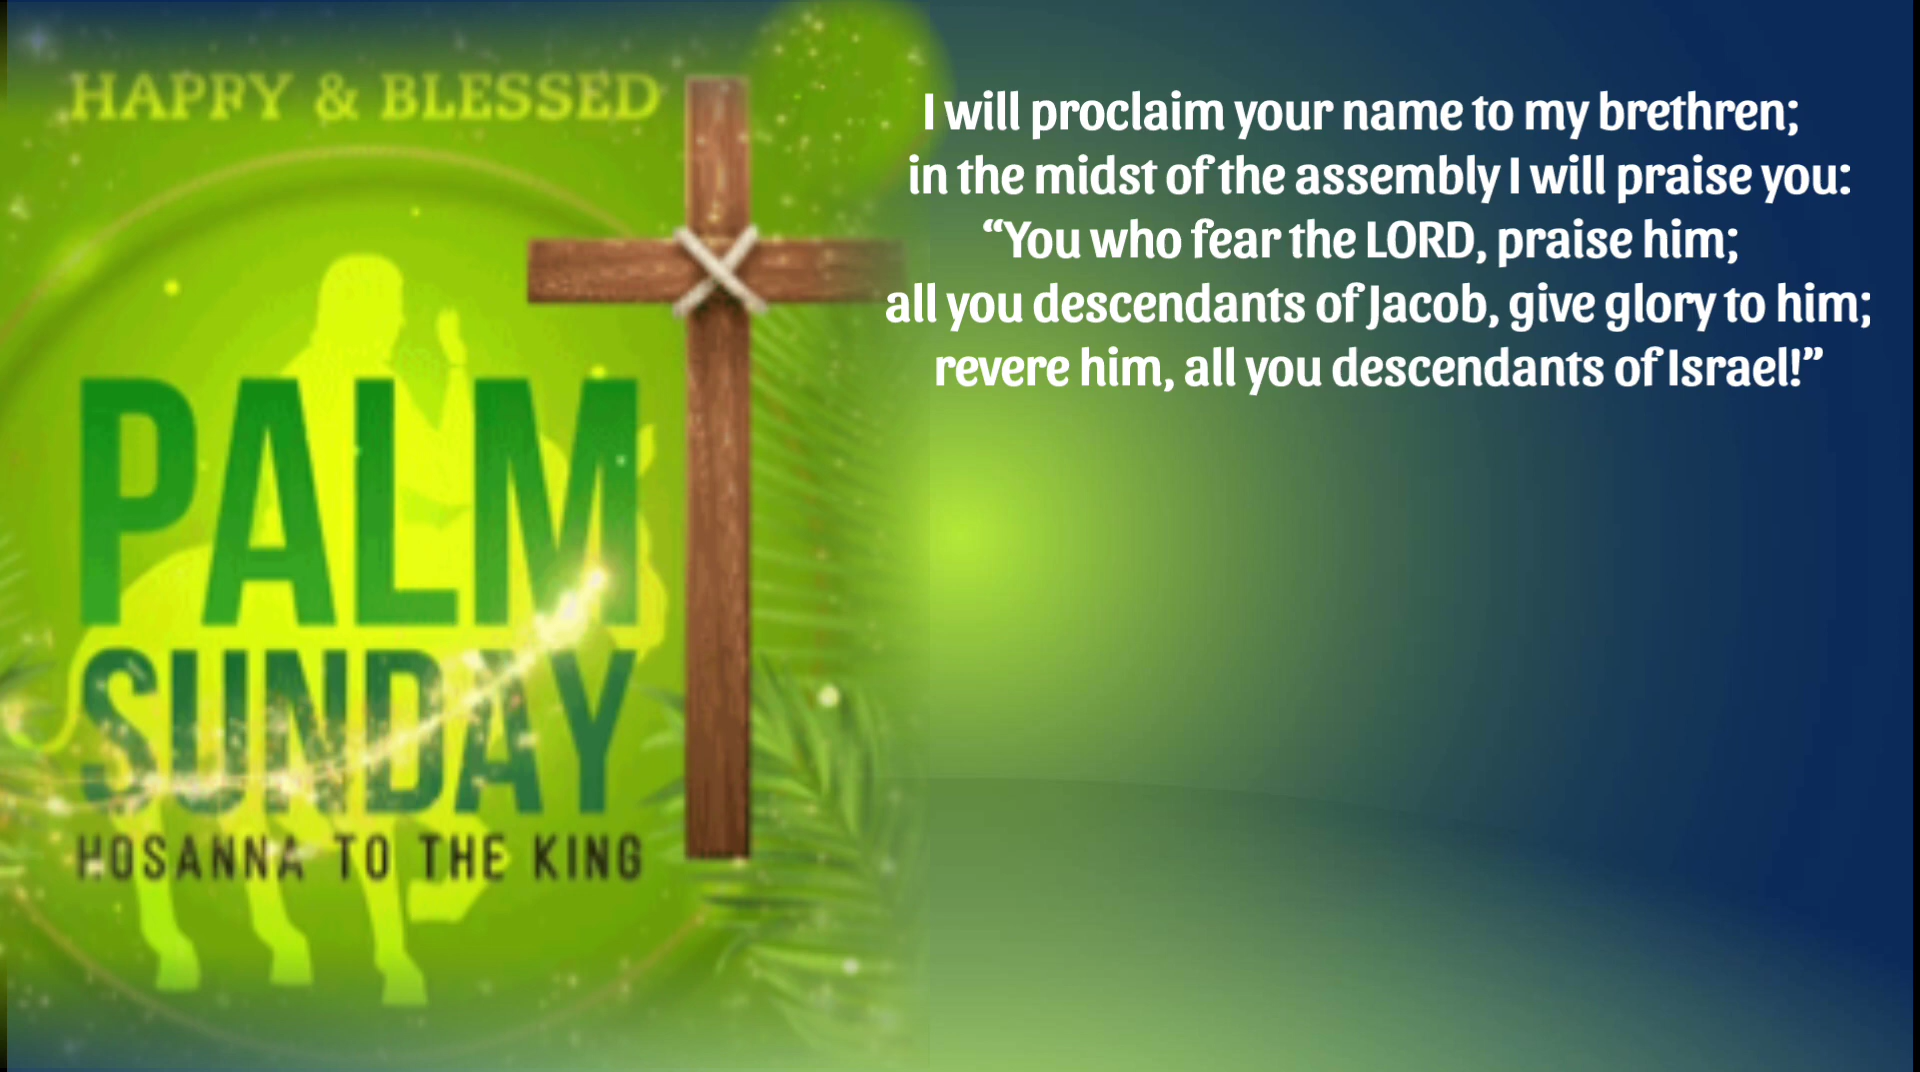 HAPPY & BLESSED
PALM
SUNDAY
HOSANNA TO THE KING
I will proclaim your name to my brethren;
in the midst of the assembly I will praise you:
“You who fear the LORD, praise him;
all you descendants of Jacob, give glory to him;
revere him, all you descendants of Israel!”